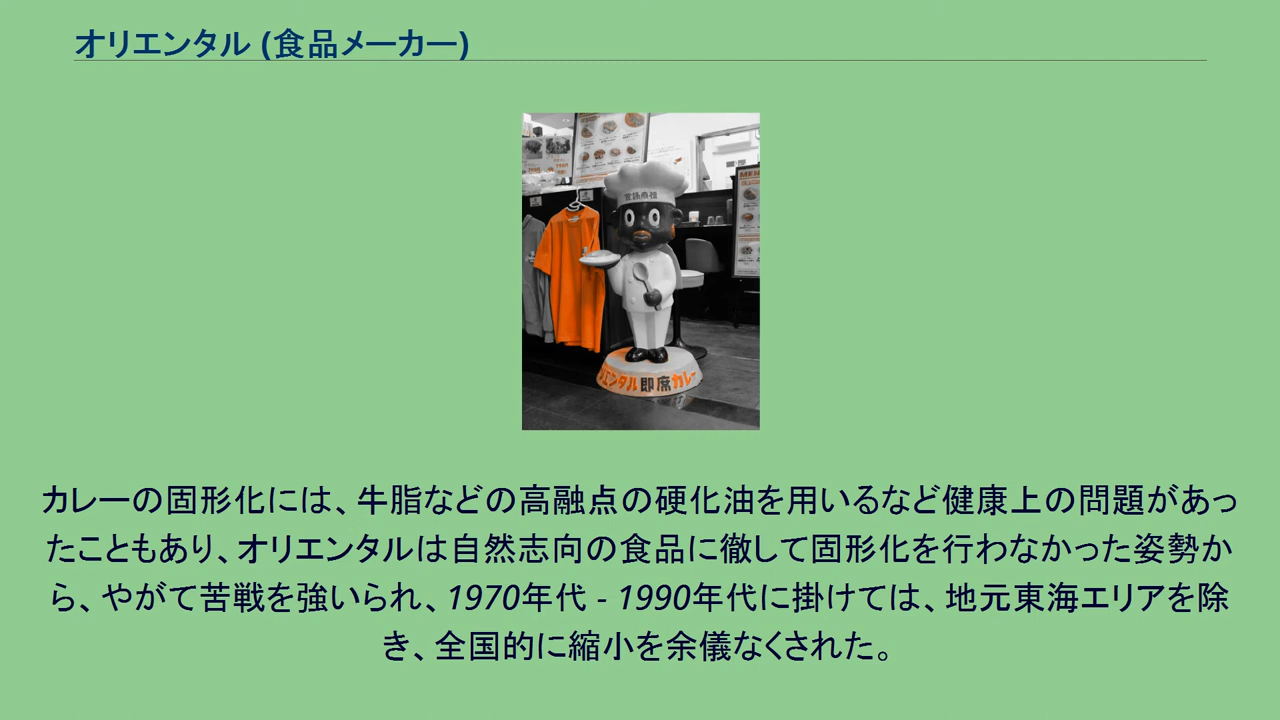 オリエンタル (食品メーカー)
登録商標
リエンタル即席カレー
カレーの固形化には、牛脂などの高融点の硬化油を用いるなど健康上の問題があっ
たこともあり、オリエンタルは自然志向の食品に徹して固形化を行わなかった姿勢か
ら、やがて苦戦を強いられ、1970年代 - 1990年代に掛けては、地元東海エリアを除
き、全国的に縮小を余儀なくされた。